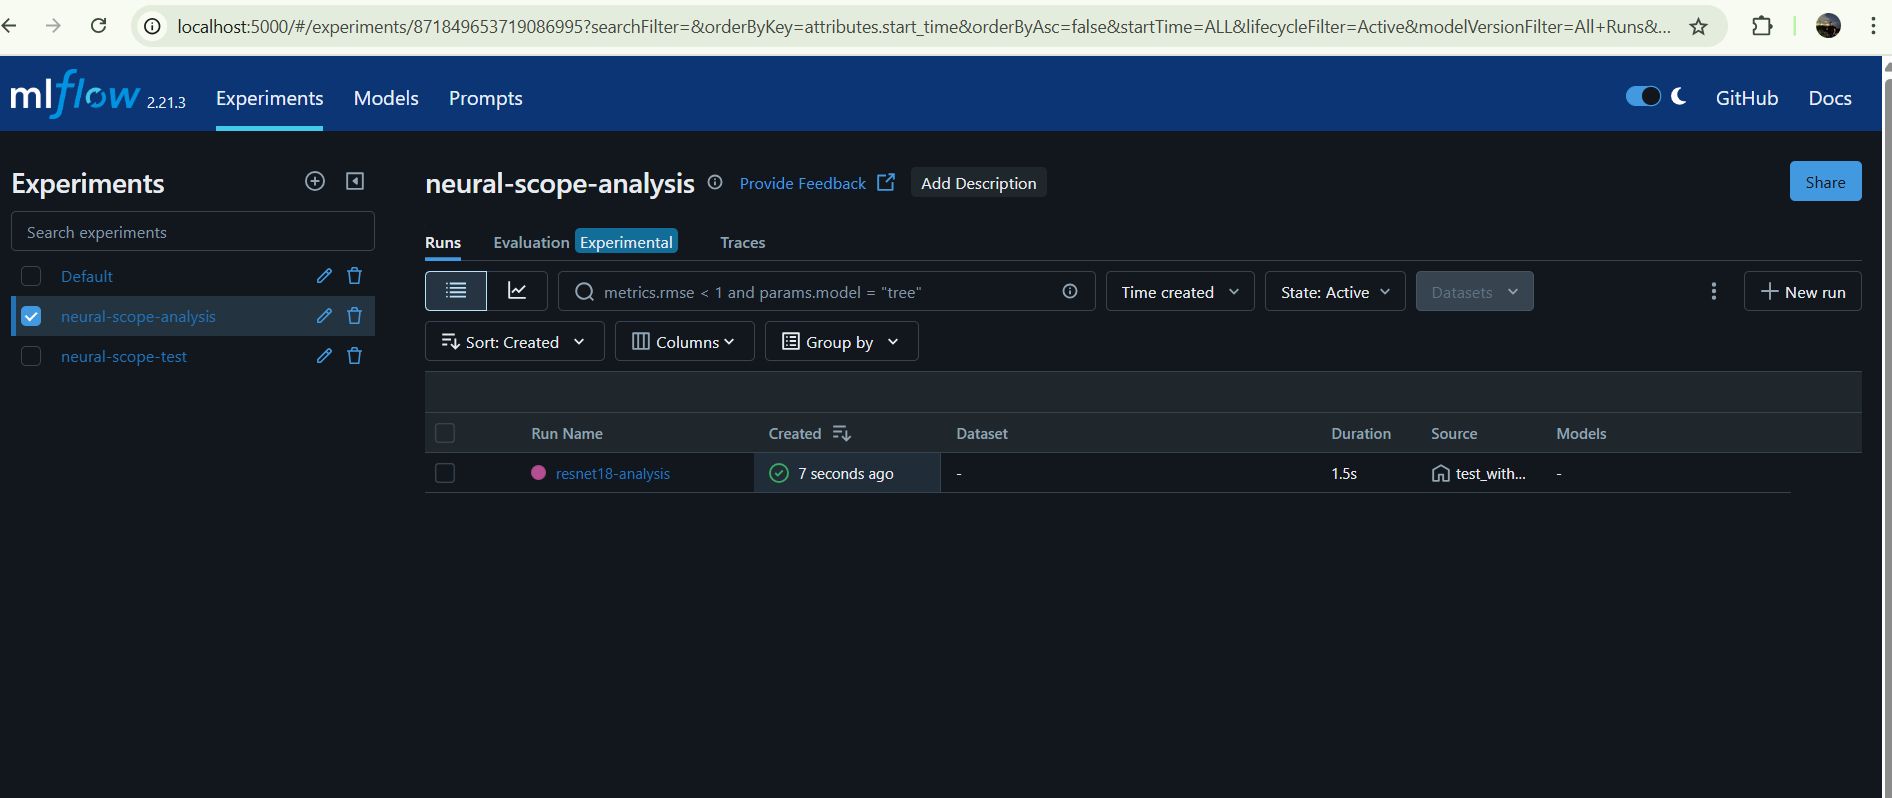 localhost:5000/#/experiments/871849653719086995?searchFilter=&orderByKey=attributes.start_time&orderByAsc=false&startTime=ALL&lifecycleFilter=Active&modelVersionFilter=All+Runs&...
mlflow 2.21.3 Experiments Models Prompts GitHub Docs
Experiments
Search experiments
Default
neural-scope-analysis
neural-scope-test
neural-scope-analysis Provide Feedback Add Description Share
Runs Evaluation Experimental Traces
metrics.rmse < 1 and params.model = "tree" Time created State: Active Datasets New run
Sort: Created Columns Group by
Run Name Created Dataset Duration Source Models
resnet18-analysis 7 seconds ago - 1.5s test_with... -